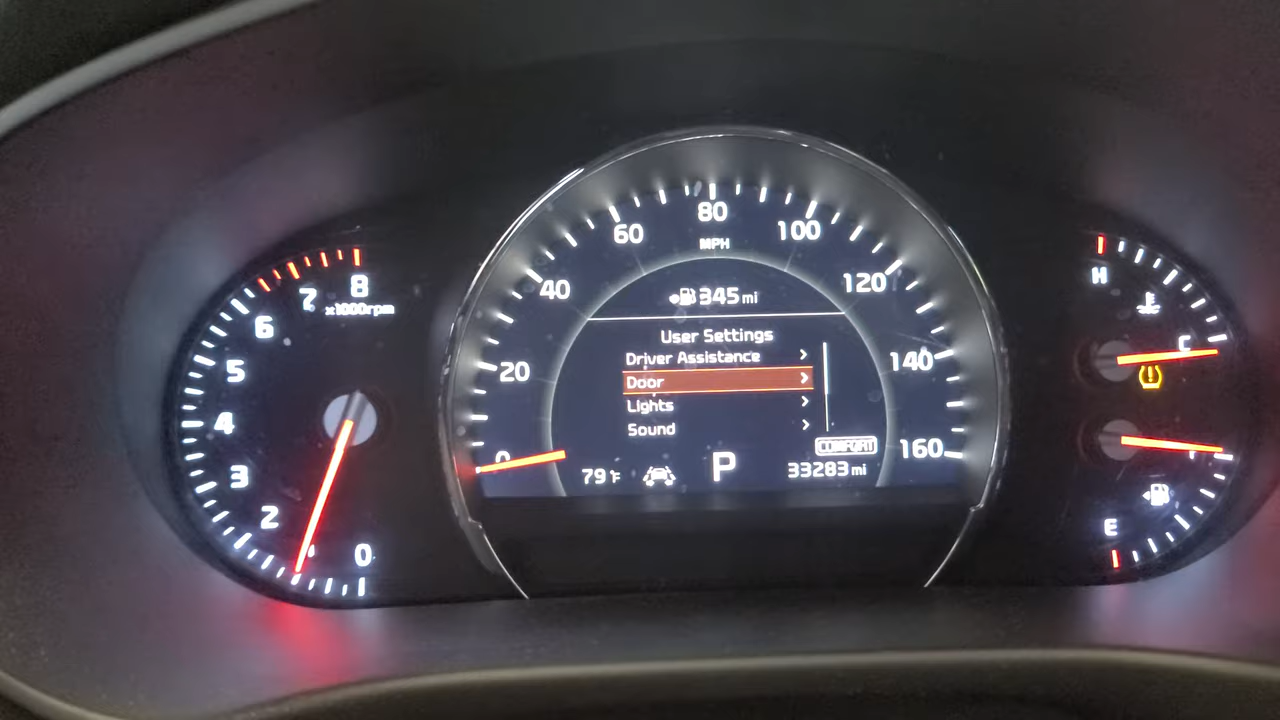 80
60
100
MPH
40
120
345 mi
8
7
x1000rpm
6
User Settings
Driver Assistance
Door
Lights
Sound
5
20
140
4
3
2
0
0
160
COMFORT
79°F
P
33283 mi
H
C
E